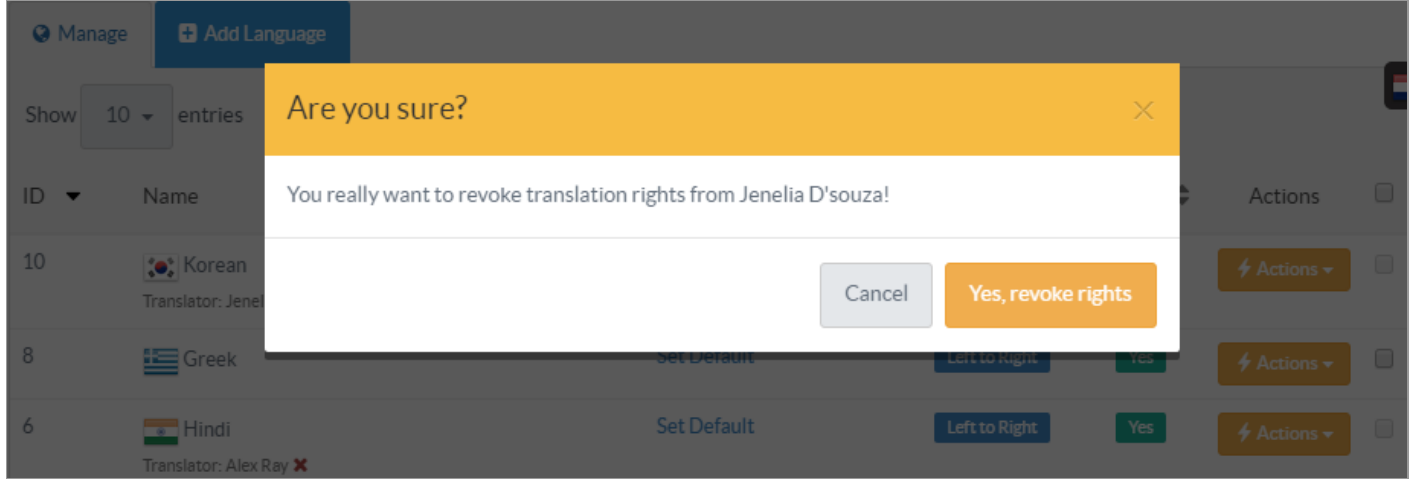 Manage Add Language
Show 10 entries
Are you sure?
You really want to revoke translation rights from Jenelia D'souza!
Cancel Yes, revoke rights
ID Name Actions
10 Korean Actions
Translator: Jenel
8 Greek Set Default Left to Right Yes Actions
6 Hindi Set Default Left to Right Yes Actions
Translator: Alex Ray